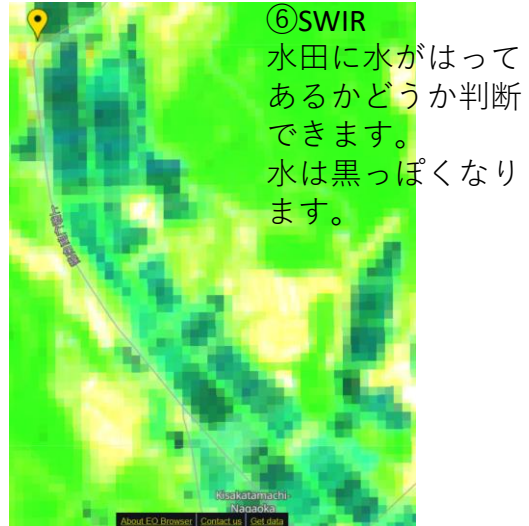 ⑥SWIR
水田に水がはって
あるかどうか判断
できます。
水は黒っぽくなり
ます。
Kisakatamachi-
Nagaoka
About EO Browser Contact us Get data